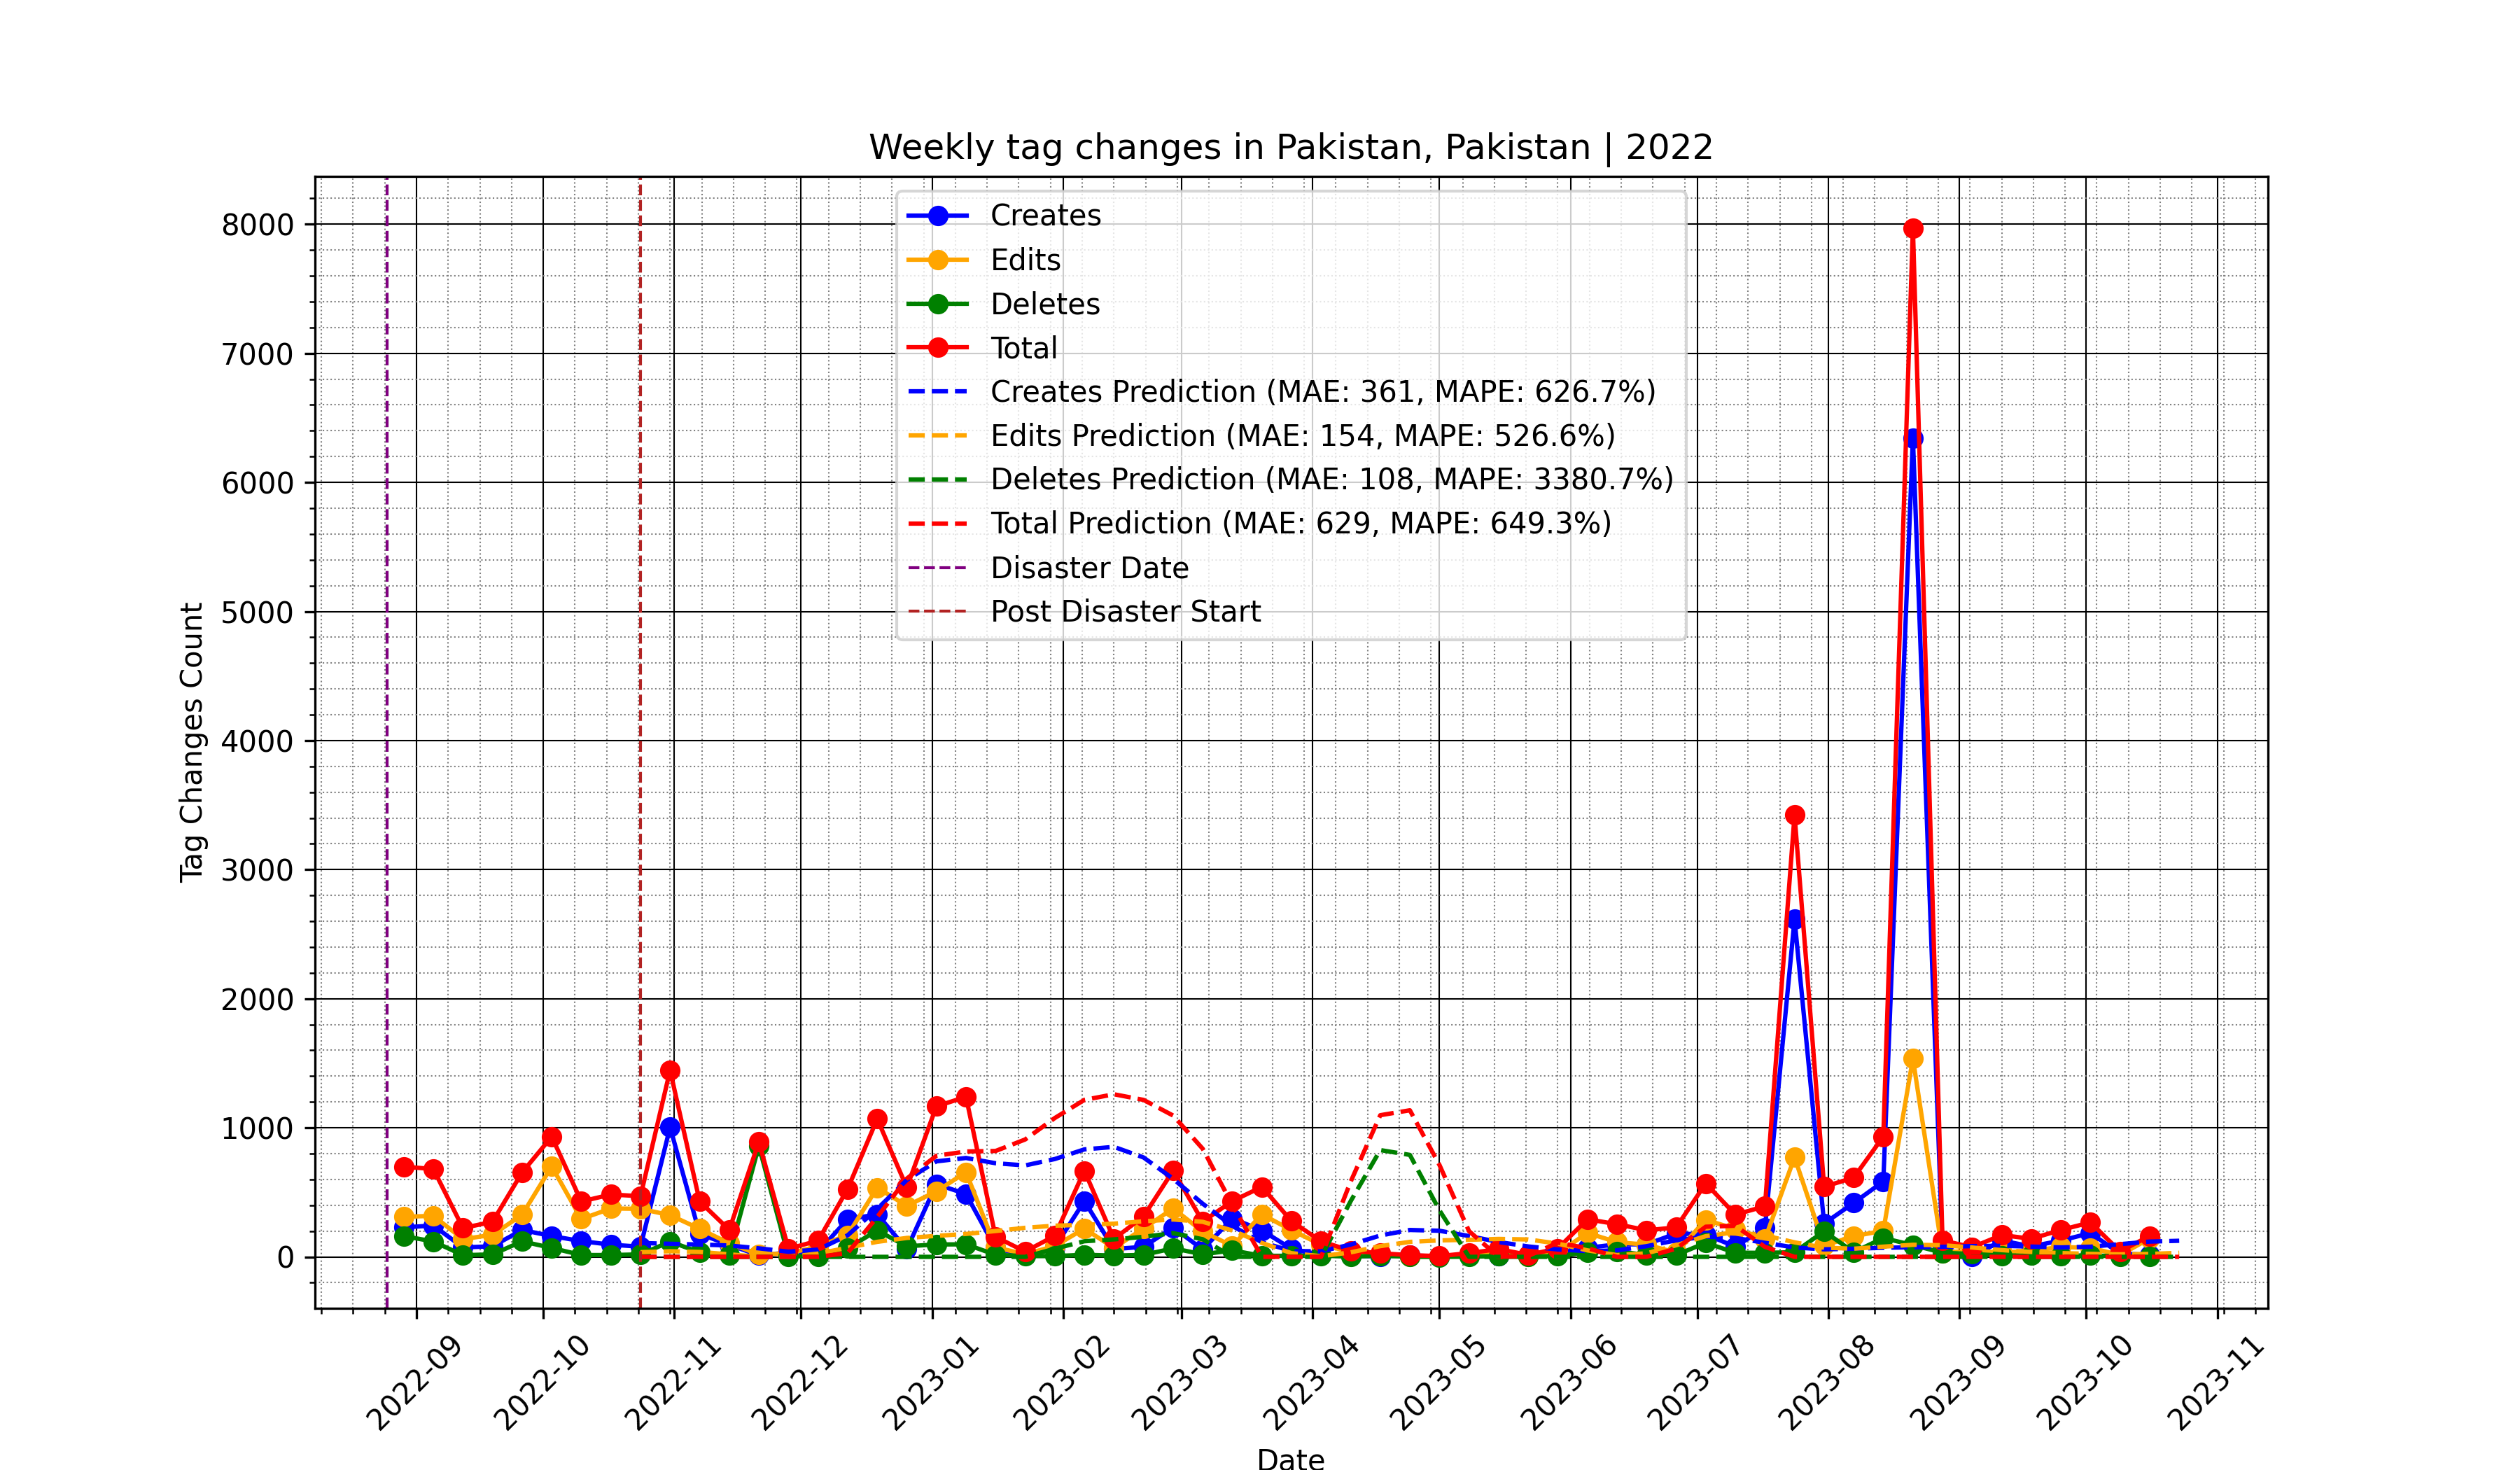 Weekly tag changes in Pakistan, Pakistan | 2022
Creates
Edits
Deletes
Total
Creates Prediction (MAE: 361, MAPE: 626.7%)
Edits Prediction (MAE: 154, MAPE: 526.6%)
Deletes Prediction (MAE: 108, MAPE: 3380.7%)
Total Prediction (MAE: 629, MAPE: 649.3%)
Disaster Date
Post Disaster Start
Tag Changes Count
8000
7000
6000
5000
4000
3000
2000
1000
0
2022-09
2022-10
2022-11
2022-12
2023-01
2023-02
2023-03
2023-04
2023-05
2023-06
2023-07
2023-08
2023-09
2023-10
2023-11
Date